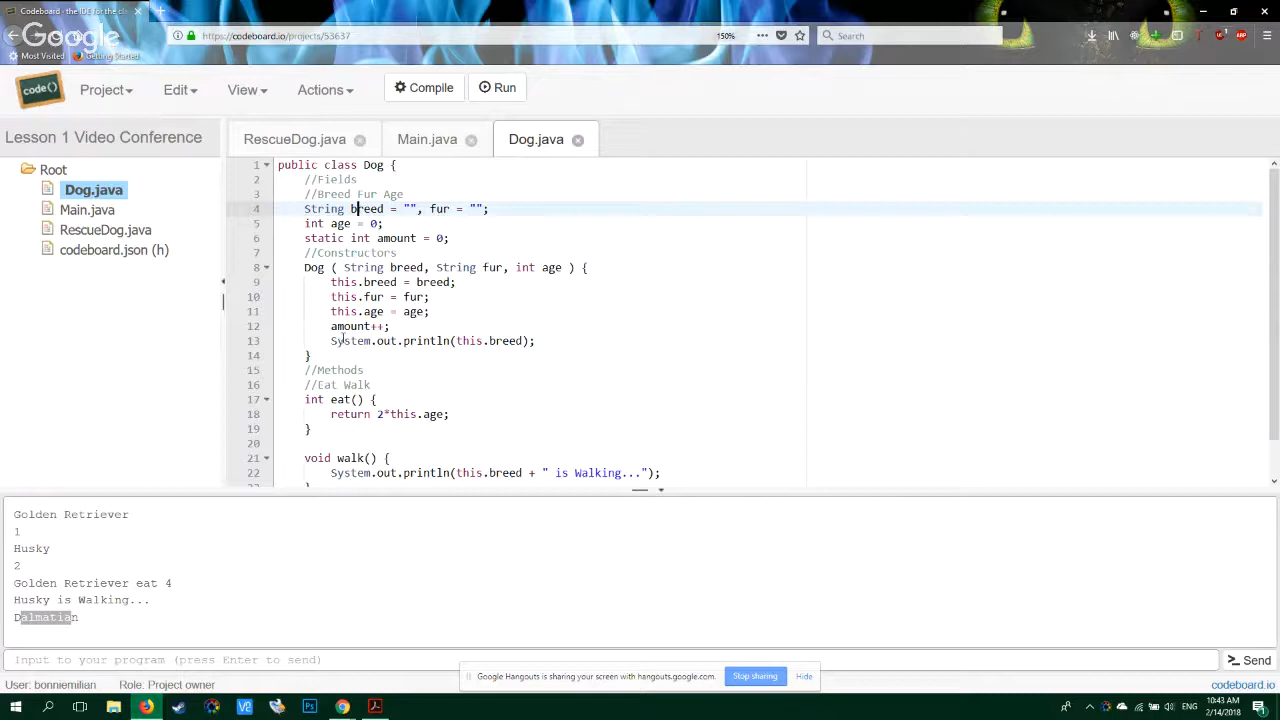 Codeboard - the IDE for the cla
Google
https://codeboard.io/projects/53637
150%
Search
Most Visited
Getting Started
code()
Project
Edit
View
Actions
Compile
Run
Lesson 1 Video Conference
RescueDog.java
Main.java
Dog.java
Root
Dog.java
Main.java
RescueDog.java
codeboard.json (h)
1 public class Dog {
2 //Fields
3 //Breed Fur Age
4 String breed = "", fur = "";
5 int age = 0;
6 static int amount = 0;
7 //Constructors
8 Dog ( String breed, String fur, int age ) {
9 this.breed = breed;
10 this.fur = fur;
11 this.age = age;
12 amount++;
13 System.out.println(this.breed);
14 }
15 //Methods
16 //Eat Walk
17 int eat() {
18 return 2*this.age;
19 }
20
21 void walk() {
22 System.out.println(this.breed + " is Walking...");
Golden Retriever
1
Husky
2
Golden Retriever eat 4
Husky is Walking...
Dalmatian
Input to your program (press Enter to send)
Send
Google Hangouts is sharing your screen with hangouts.google.com.
Stop sharing
Hide
User: bonniemilian
Role: Project owner
codeboard.io
ENG
10:43 AM
2/14/2018